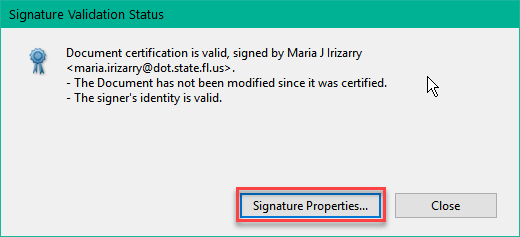 Signature Validation Status
Document certification is valid, signed by Maria J Irizarry
<maria.irizarry@dot.state.fl.us>.
- The Document has not been modified since it was certified.
- The signer's identity is valid.
Signature Properties...
Close